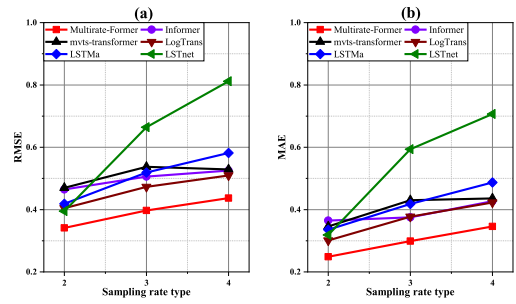 (a)
Multirate-Former
Informer
mvts-transformer
LogTrans
LSTMa
LSTnet
1.0
0.8
0.6
0.4
0.2
RMSE
2
3
4
Sampling rate type
(b)
Multirate-Former
Informer
mvts-transformer
LogTrans
LSTMa
LSTnet
1.0
0.8
0.6
0.4
0.2
MAE
2
3
4
Sampling rate type